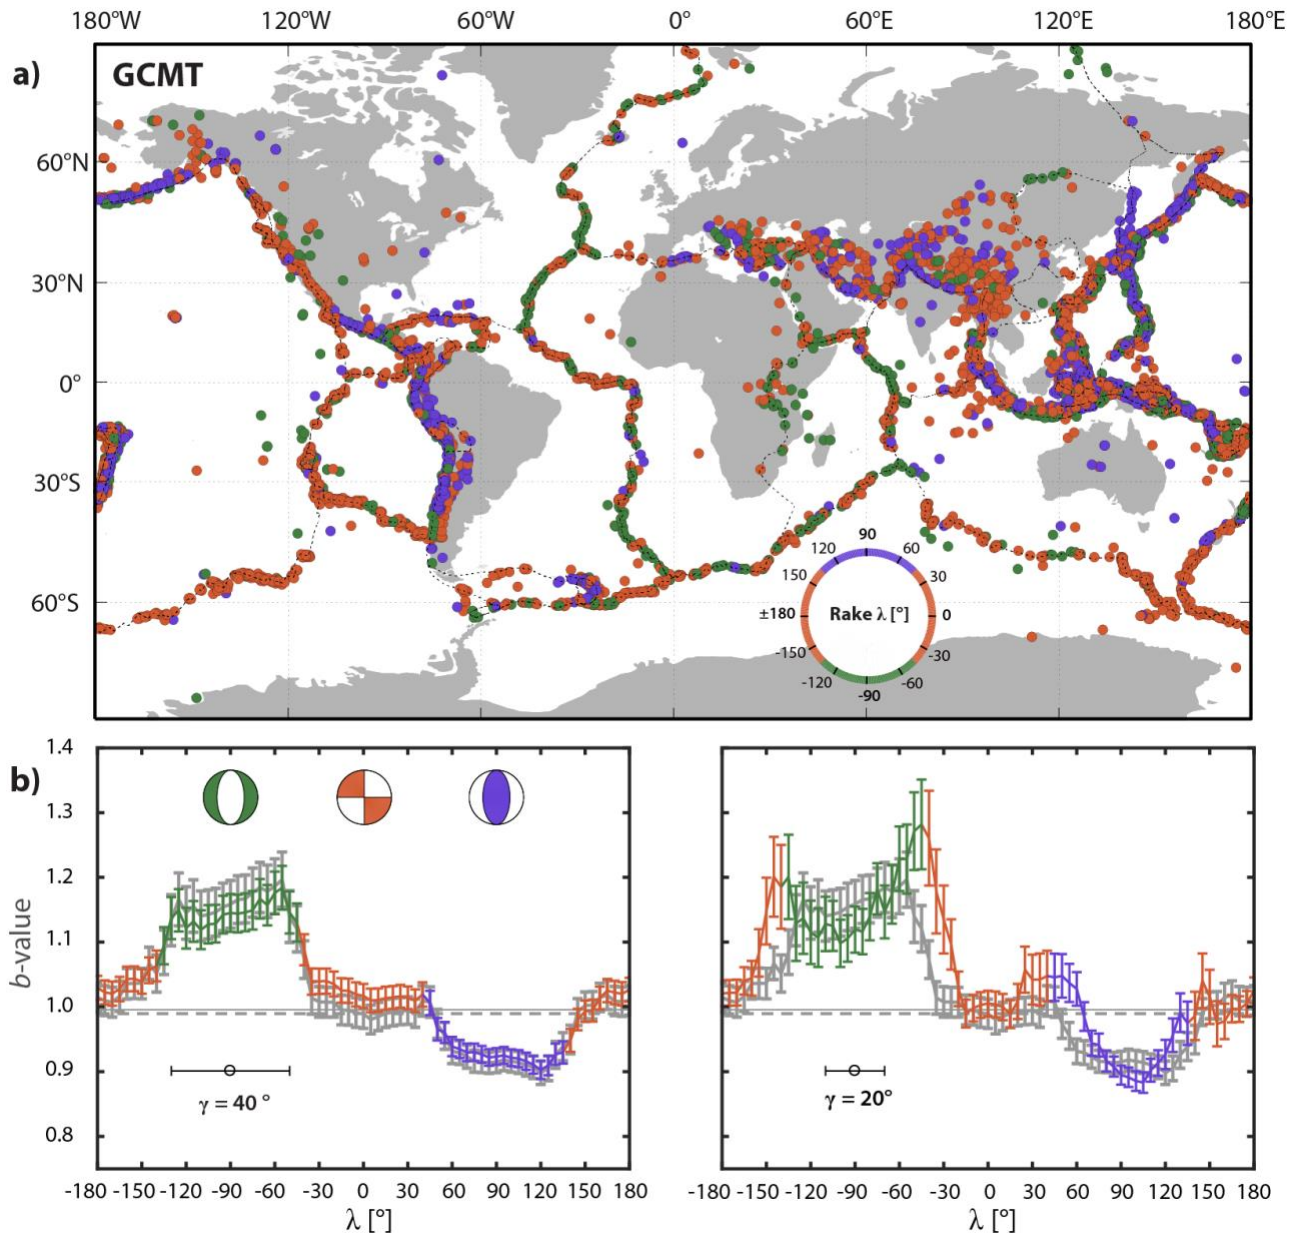 180°W 120°W 60°W 0° 60°E 120°E 180°E
a) GCMT
60°N
30°N
0°
30°S
60°S
90
120 60
150 30
±180 Rake λ [°] 0
-150 -30
-120 -60
-90
b)
1.4
1.3
1.2
1.1
1.0
0.9
0.8
b-value
γ = 40 °
-180 -150 -120 -90 -60 -30 0 30 60 90 120 150 180
λ [°]
γ = 20°
-180 -150 -120 -90 -60 -30 0 30 60 90 120 150 180
λ [°]